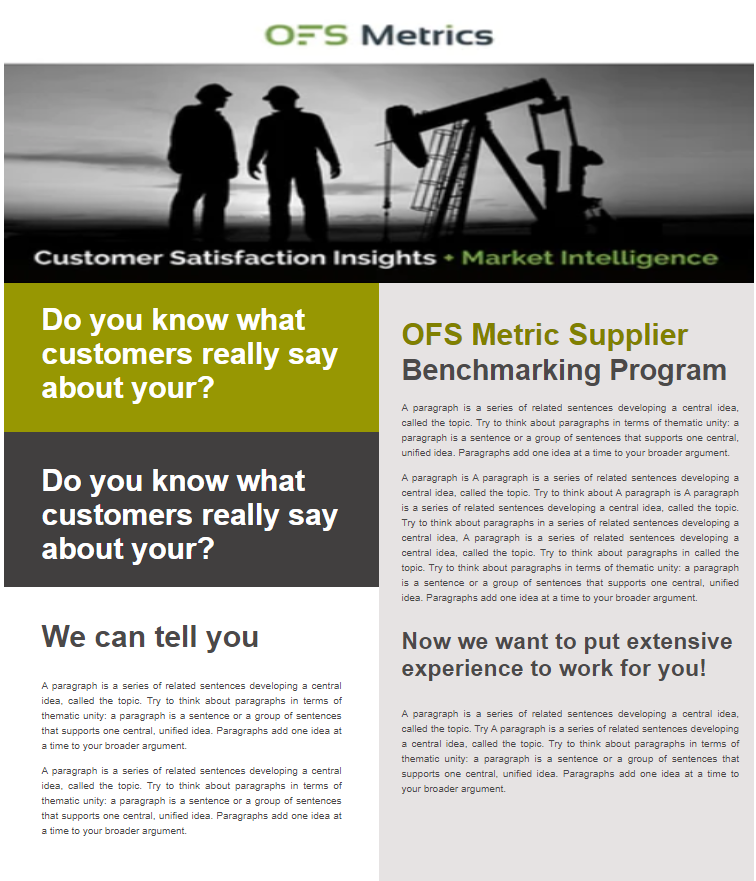 OFS Metrics
Customer Satisfaction Insights + Market Intelligence
Do you know what
customers really say
about your?
Do you know what
customers really say
about your?
We can tell you
A paragraph is a series of related sentences developing a central
idea, called the topic. Try to think about paragraphs in terms of
thematic unity: a paragraph is a sentence or a group of sentences
that supports one central, unified idea. Paragraphs add one idea at
a time to your broader argument.
A paragraph is a series of related sentences developing a central
idea, called the topic. Try to think about paragraphs in terms of
thematic unity: a paragraph is a sentence or a group of sentences
that supports one central, unified idea. Paragraphs add one idea at
a time to your broader argument.
OFS Metric Supplier
Benchmarking Program
A paragraph is a series of related sentences developing a central idea,
called the topic. Try to think about paragraphs in terms of thematic unity: a
paragraph is a sentence or a group of sentences that supports one central,
unified idea. Paragraphs add one idea at a time to your broader argument.
A paragraph is A paragraph is a series of related sentences developing a
central idea, called the topic. Try to think about A paragraph is A paragraph
is a series of related sentences developing a central idea, called the topic.
Try to think about paragraphs in a series of related sentences developing a
central idea, A paragraph is a series of related sentences developing a
central idea, called the topic. Try to think about paragraphs in called the
topic. Try to think about paragraphs in terms of thematic unity: a paragraph
is a sentence or a group of sentences that supports one central, unified
idea. Paragraphs add one idea at a time to your broader argument.
Now we want to put extensive
experience to work for you!
A paragraph is a series of related sentences developing a central idea,
called the topic. Try A paragraph is a series of related sentences developing
a central idea, called the topic. Try to think about paragraphs in terms of
thematic unity: a paragraph is a sentence or a group of sentences that
supports one central, unified idea. Paragraphs add one idea at a time to
your broader argument.